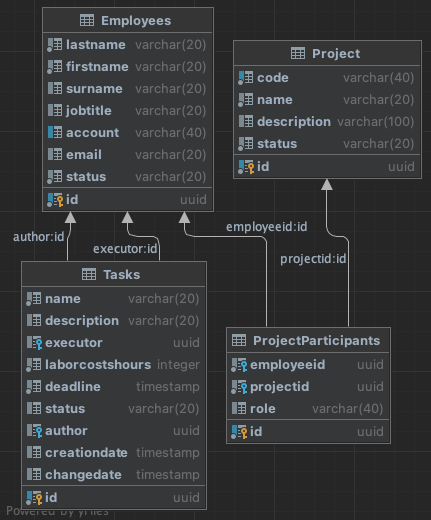 Employees
lastname varchar(20)
firstname varchar(20)
surname varchar(20)
jobtitle varchar(20)
account varchar(40)
email varchar(20)
status varchar(20)
id uuid
Project
code varchar(40)
name varchar(20)
description varchar(100)
status varchar(20)
id uuid
author:id
executor:id
employeeid:id
projectid:id
Tasks
name varchar(20)
description varchar(20)
executor uuid
laborcostshours integer
deadline timestamp
status varchar(20)
author uuid
creationdate timestamp
changedate timestamp
id uuid
ProjectParticipants
employeeid uuid
projectid uuid
role varchar(40)
id uuid
Powered by yFiles